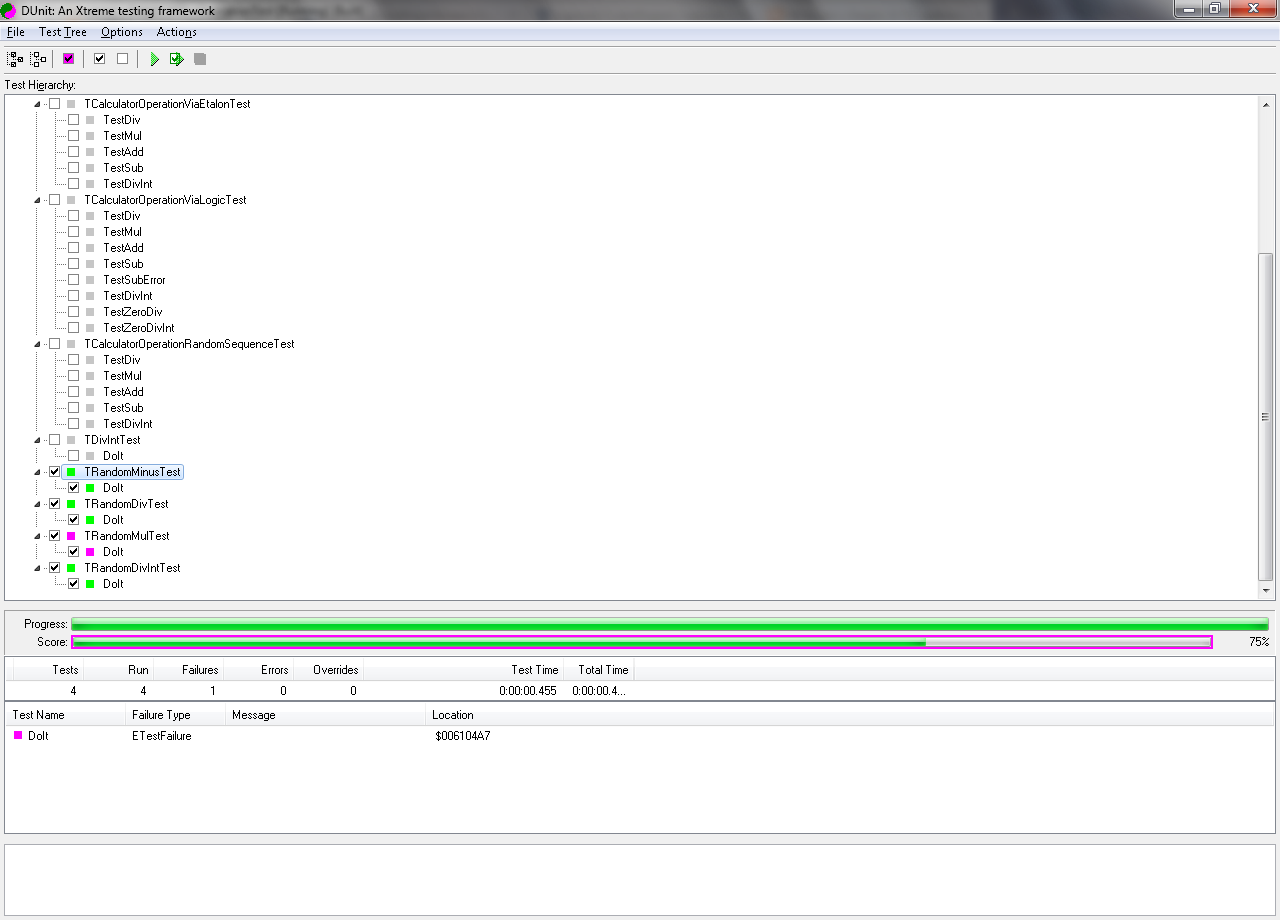 DUnit: An Xtreme testing framework
File Test Tree Options Actions
Test Hierarchy:
TCalculatorOperationViaEtalonTest
TestDiv
TestMul
TestAdd
TestSub
TestDivInt
TCalculatorOperationViaLogicTest
TestDiv
TestMul
TestAdd
TestSub
TestSubError
TestDivInt
TestZeroDiv
TestZeroDivInt
TCalculatorOperationRandomSequenceTest
TestDiv
TestMul
TestAdd
TestSub
TestDivInt
TDivIntTest
DoIt
TRandomMinusTest
DoIt
TRandomDivTest
DoIt
TRandomMulTest
DoIt
TRandomDivIntTest
DoIt
Progress:
Score: 75%
Tests Run Failures Errors Overrides Test Time Total Time
4 4 1 0 0 0:00:00.455 0:00:00.4...
Test Name Failure Type Message Location
DoIt ETestFailure $006104A7